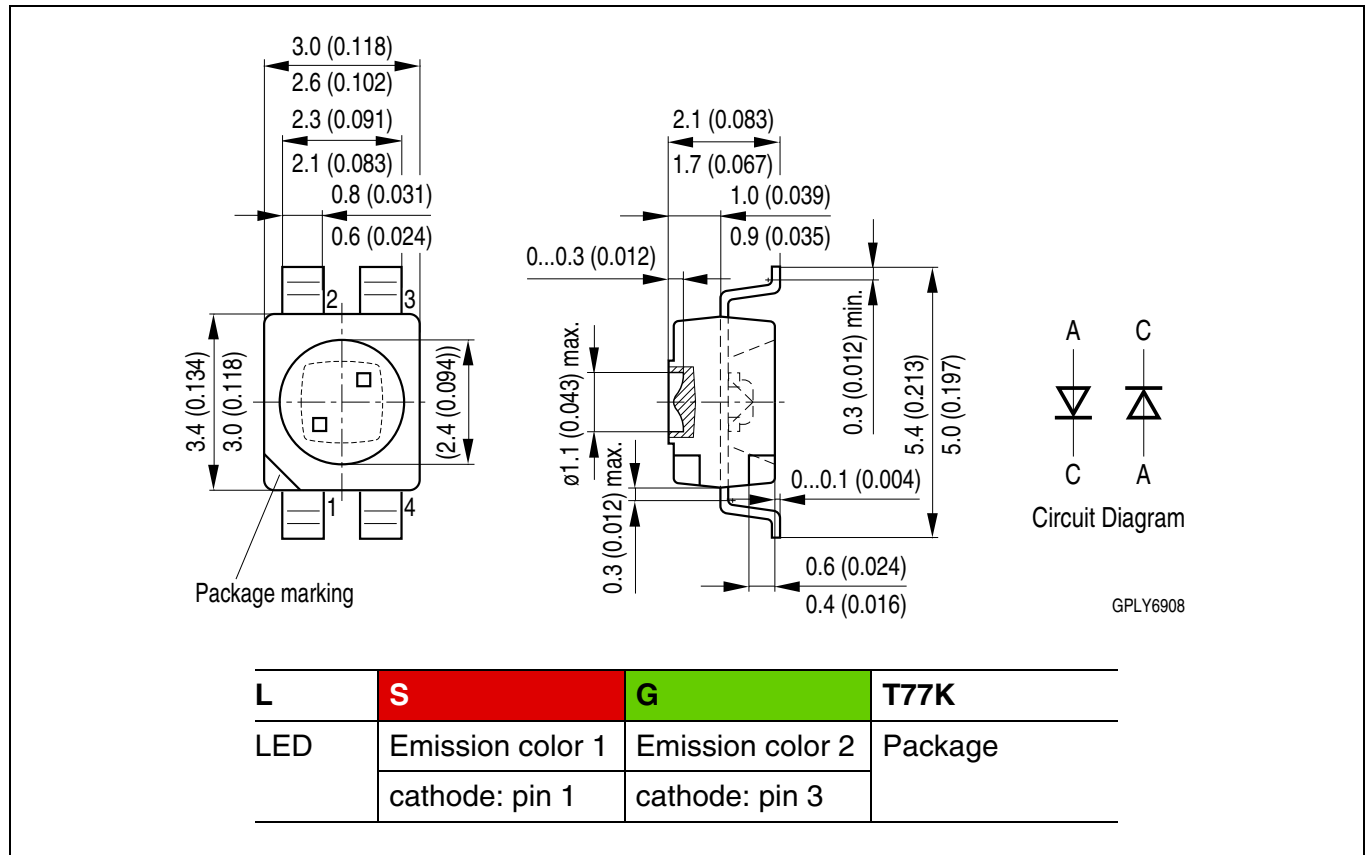 3.0 (0.118)
2.6 (0.102)
2.3 (0.091)
2.1 (0.083)
0.8 (0.031)
0.6 (0.024)
2
3
3.4 (0.134)
3.0 (0.118)
(2.4 (0.094))
1
4
Package marking
2.1 (0.083)
1.7 (0.067)
1.0 (0.039)
0.9 (0.035)
0...0.3 (0.012)
ø1.1 (0.043) max.
0.3 (0.012) max.
0.3 (0.012) min.
5.4 (0.213)
5.0 (0.197)
0...0.1 (0.004)
0.6 (0.024)
0.4 (0.016)
A C
C A
Circuit Diagram
GPLY6908
L S G T77K
LED Emission color 1 Emission color 2 Package
cathode: pin 1 cathode: pin 3